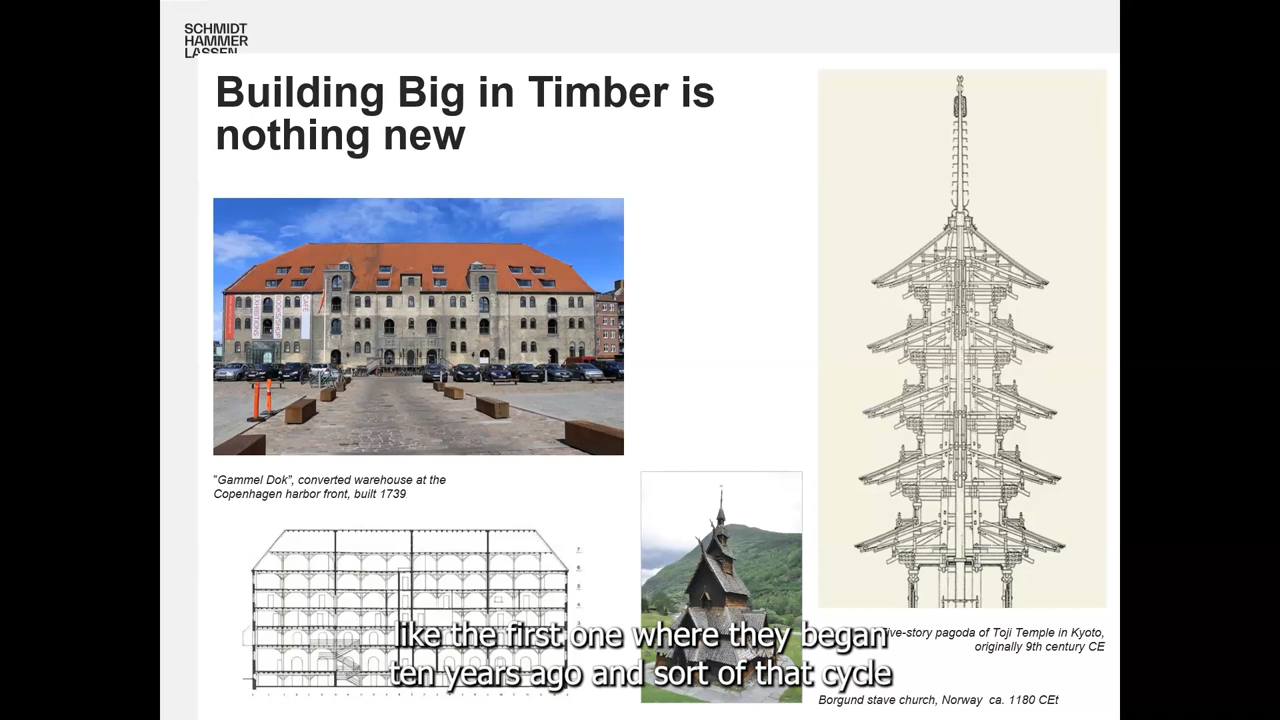 SCHMIDT
HAMMER
LASSEN
Building Big in Timber is
nothing new
"Gammel Dok", converted warehouse at the
Copenhagen harbor front, built 1739
like the first one where they began
ten years ago and sort of that cycle
Five-story pagoda of Toji Temple in Kyoto,
originally 9th century CE
Borgund stave church, Norway ca. 1180 CEt